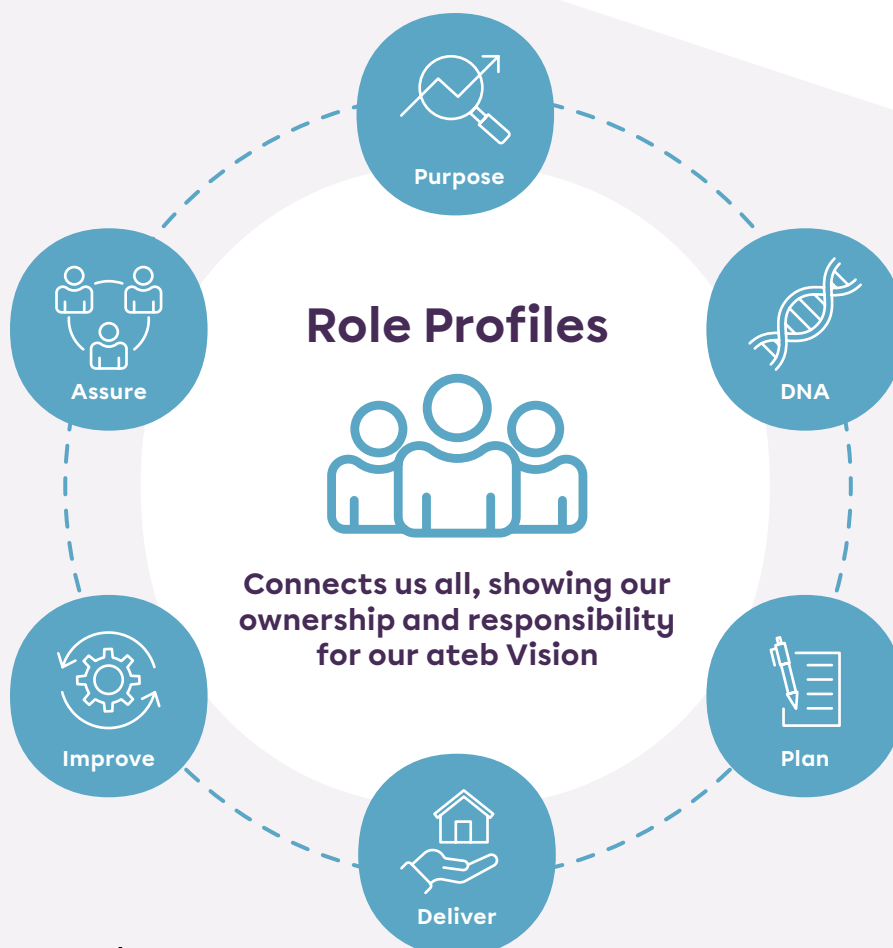 Purpose
DNA
Plan
Deliver
Improve
Assure
Role Profiles
Connects us all, showing our
ownership and responsibility
for our ateb Vision